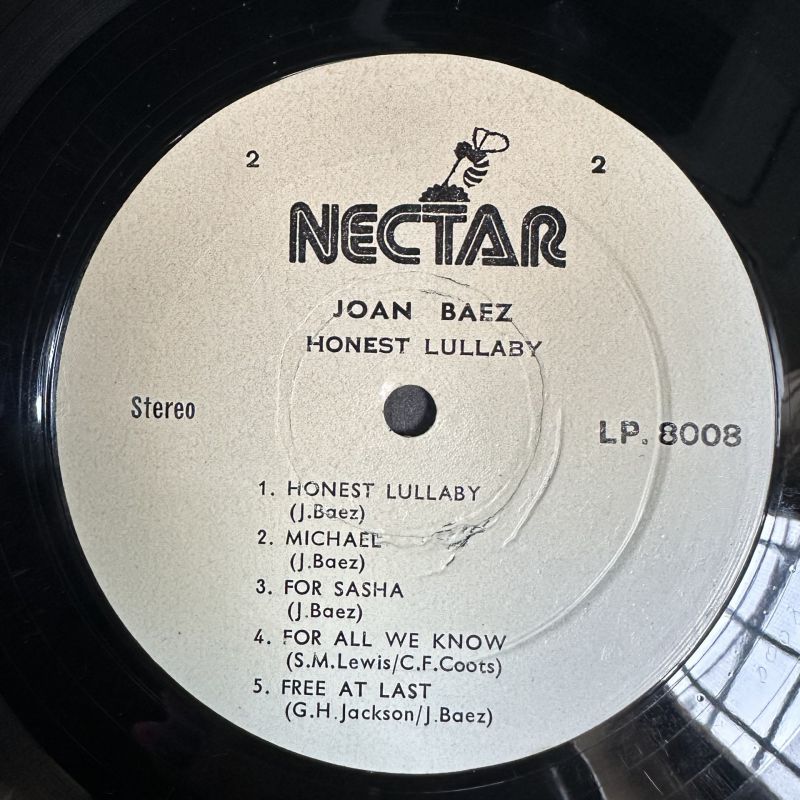 2 2
NECTAR
JOAN BAEZ
HONEST LULLABY
Stereo
LP. 8008
1. HONEST LULLABY
(J.Baez)
2. MICHAEL
(J.Baez)
3. FOR SASHA
(J.Baez)
4. FOR ALL WE KNOW
(S.M.Lewis/C.F.Coots)
5. FREE AT LAST
(G.H.Jackson/J.Baez)